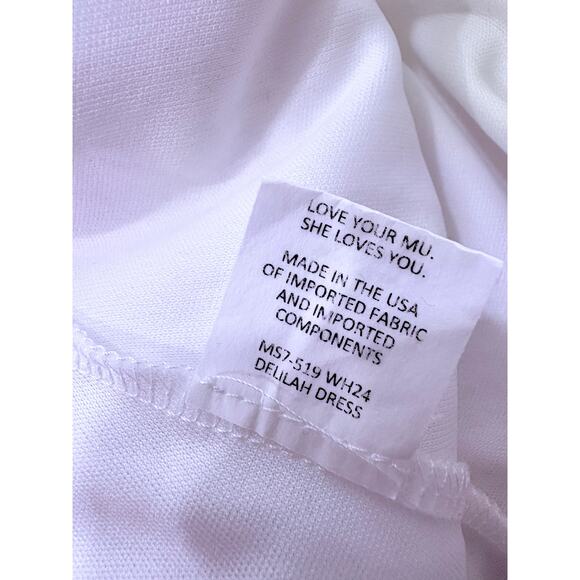 LOVE YOUR MU.
SHE LOVES YOU.
MADE IN THE USA
OF IMPORTED FABRIC
AND IMPORTED
COMPONENTS
MS7-519 WH24
DELILAH DRESS